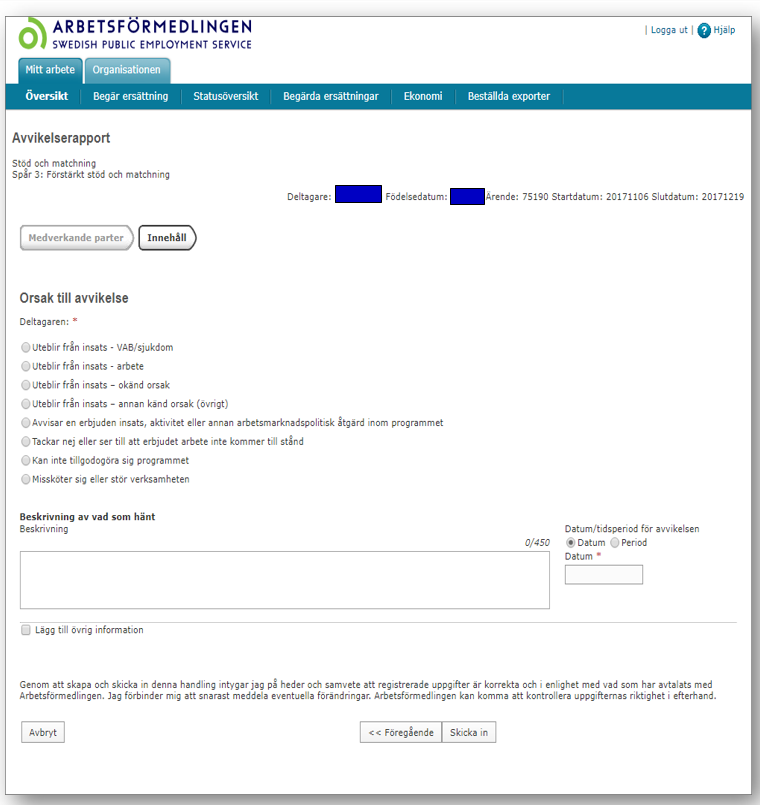 ARBETSFÖRMEDLINGEN
SWEDISH PUBLIC EMPLOYMENT SERVICE
| Logga ut | ? Hjälp
Mitt arbete Organisationen
Översikt Begär ersättning Statusöversikt Begärda ersättningar Ekonomi Beställda exporter
Avvikelserapport
Stöd och matchning
Spår 3: Förstärkt stöd och matchning
Deltagare: Födelsedatum: Ärende: 75190 Startdatum: 20171106 Slutdatum: 20171219
Medverkande parter Innehåll
Orsak till avvikelse
Deltagaren: *
Uteblir från insats - VAB/sjukdom
Uteblir från insats - arbete
Uteblir från insats – okänd orsak
Uteblir från insats – annan känd orsak (övrigt)
Avvisar en erbjuden insats, aktivitet eller annan arbetsmarknadspolitisk åtgärd inom programmet
Tackar nej eller ser till att erbjudet arbete inte kommer till stånd
Kan inte tillgodogöra sig programmet
Missköter sig eller stör verksamheten
Beskrivning av vad som hänt
Beskrivning
0/450
Datum/tidsperiod för avvikelsen
Datum Period
Datum *
Lägg till övrig information
Genom att skapa och skicka in denna handling intygar jag på heder och samvete att registrerade uppgifter är korrekta och i enlighet med vad som har avtalats med
Arbetsförmedlingen. Jag förbinder mig att snarast meddela eventuella förändringar. Arbetsförmedlingen kan komma att kontrollera uppgifternas riktighet i efterhand.
Avbryt << Föregående Skicka in